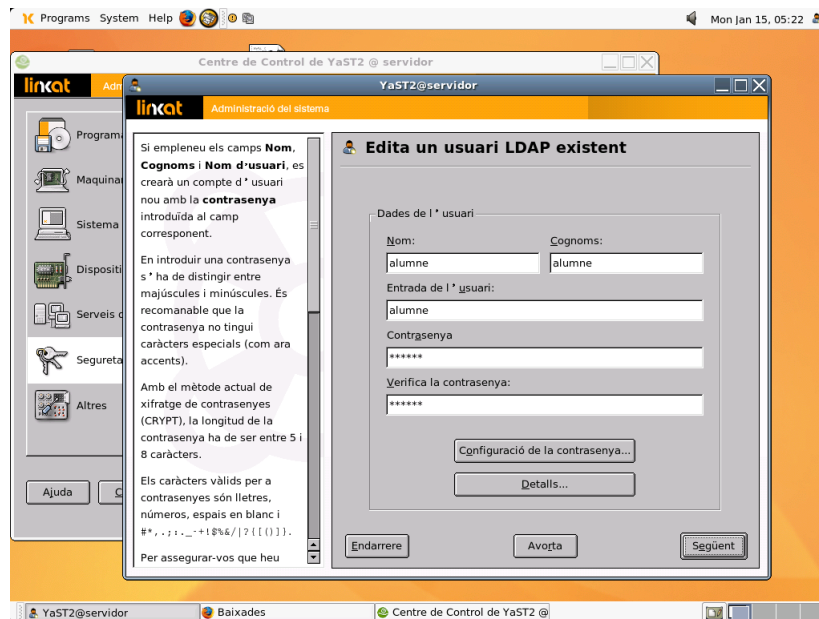 Programs System Help
Mon Jan 15, 05:22
Centre de Control de YaST2 @ servidor
linkat
Adm
YaST2@servidor
linkat
Administració del sistema
Programa
Maquinar
Sistema
Dispositi
Serveis d
Segureta
Altres
Ajuda
C
Si empleneu els camps Nom,
Cognoms i Nom d'usuari, es
crearà un compte d'usuari
nou amb la contrasenya
introduïda al camp
corresponent.
En introduir una contrasenya
s'ha de distingir entre
majúscules i minúscules. És
recomanable que la
contrasenya no tingui
caràcters especials (com ara
accents).
Amb el mètode actual de
xifratge de contrasenyes
(CRYPT), la longitud de la
contrasenya ha de ser entre 5 i
8 caràcters.
Els caràcters vàlids per a
contrasenyes són lletres,
números, espais en blanc i
#*,.;:._-+!$%&/|?{[()]}.
Per assegurar-vos que heu
Edita un usuari LDAP existent
Dades de l'usuari
Nom:
Cognoms:
alumne
alumne
Entrada de l'usuari:
alumne
Contrasenya
******
Verifica la contrasenya:
******
Configuració de la contrasenya...
Detalls...
Endarrere
Avorta
Següent
YaST2@servidor
Baixades
Centre de Control de YaST2 @